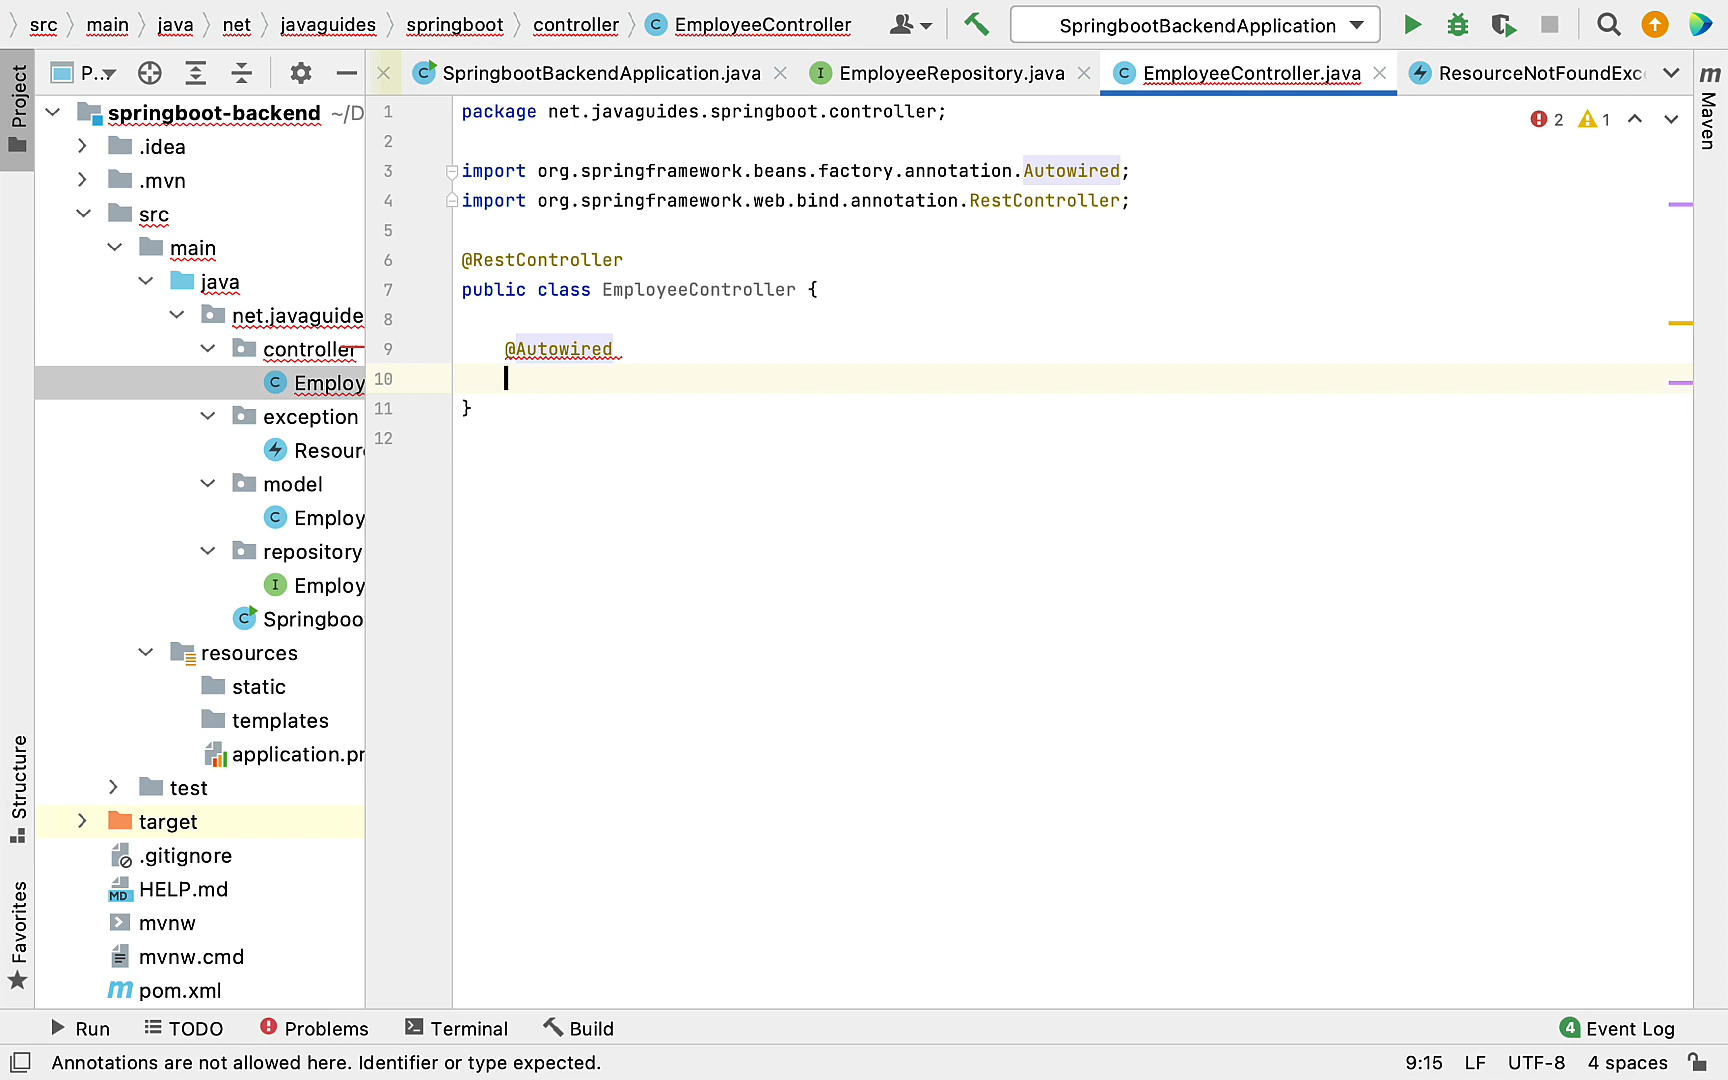 src main java net javaguides springboot controller EmployeeController SpringbootBackendApplication
Project
P..
SpringbootBackendApplication.java EmployeeRepository.java EmployeeController.java ResourceNotFoundExc
Maven
springboot-backend ~/D
.idea
.mvn
src
main
java
net.javaguide
controller
Employ
exception
Resour
model
Employ
repository
Employ
Springboo
resources
static
templates
application.pr
test
target
.gitignore
HELP.md
mvnw
mvnw.cmd
pom.xml
Structure
Favorites
2 1
1 package net.javaguides.springboot.controller;
2
3 import org.springframework.beans.factory.annotation.Autowired;
4 import org.springframework.web.bind.annotation.RestController;
5
6 @RestController
7 public class EmployeeController {
8
9 @Autowired
10
11 }
12
Run TODO Problems Terminal Build 4 Event Log
Annotations are not allowed here. Identifier or type expected. 9:15 LF UTF-8 4 spaces